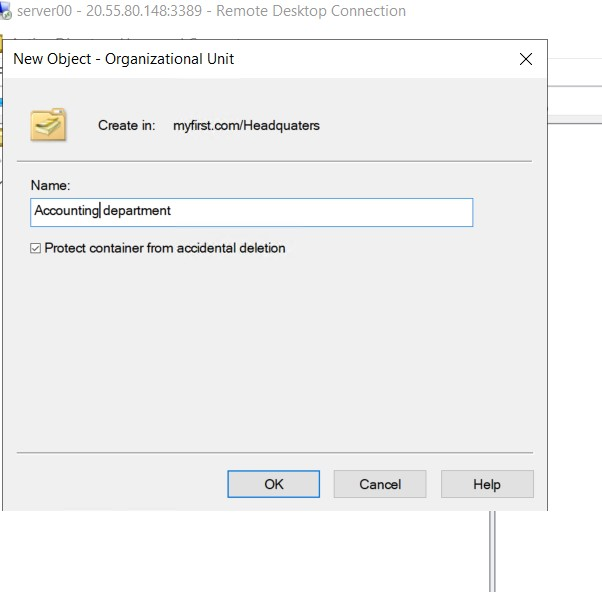 server00 - 20.55.80.148:3389 - Remote Desktop Connection
New Object - Organizational Unit
Create in: myfirst.com/Headquaters
Name:
Accounting department
Protect container from accidental deletion
OK Cancel Help